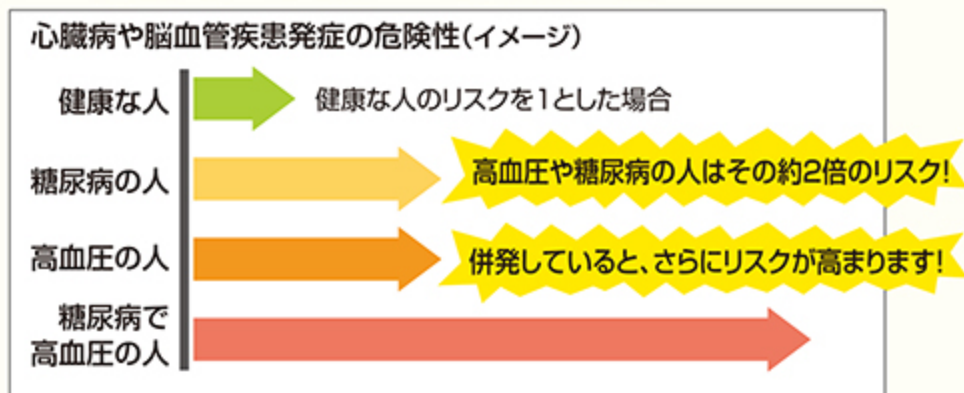 心臓病や脳血管疾患発症の危険性(イメージ)
健康な人
健康な人のリスクを1とした場合
糖尿病の人
高血圧や糖尿病の人はその約2倍のリスク!
高血圧の人
併発していると、さらにリスクが高まります!
糖尿病で
高血圧の人